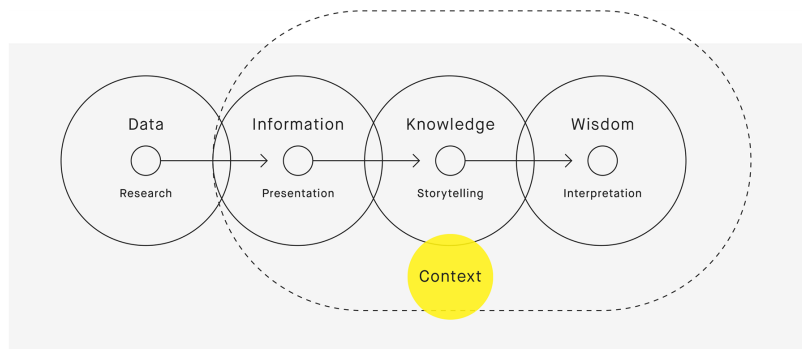 Data
Information
Knowledge
Wisdom
Research
Presentation
Storytelling
Interpretation
Context